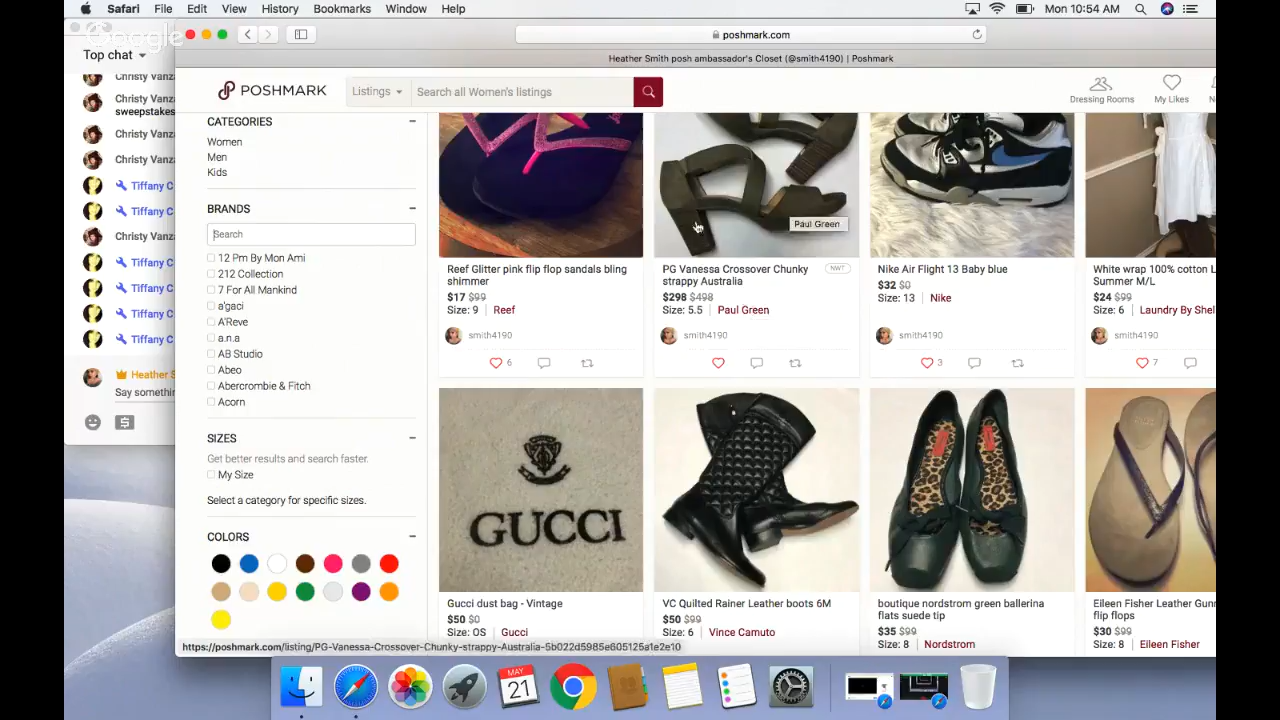 Safari File Edit View History Bookmarks Window Help
Mon 10:54 AM
Google
poshmark.com
Heather Smith posh ambassador's Closet (@smith4190) | Poshmark
Top chat
Christy Vanz
Christy Vanz
sweepstakes
Christy Vanz
Christy Vanz
Tiffany C
Tiffany C
Christy Vanz
Tiffany C
Tiffany C
Tiffany C
Tiffany C
Heather S
Say somethin
POSHMARK
Listings
Search all Women's listings
Dressing Rooms
My Likes
CATEGORIES
Women
Men
Kids
BRANDS
Search
12 Pm By Mon Ami
212 Collection
7 For All Mankind
a'gaci
A'Reve
a.n.a
AB Studio
Abeo
Abercrombie & Fitch
Acorn
SIZES
Get better results and search faster.
My Size
Select a category for specific sizes.
COLORS
Paul Green
Reef Glitter pink flip flop sandals bling
shimmer
$17 $99
Size: 9 | Reef
smith4190
6
PG Vanessa Crossover Chunky
strappy Australia
NWT
$298 $498
Size: 5.5 | Paul Green
smith4190
Nike Air Flight 13 Baby blue
$32 $0
Size: 13 | Nike
smith4190
3
White wrap 100% cotton L
Summer M/L
$24 $99
Size: 6 | Laundry By Shel
smith4190
7
GUCCI
Gucci dust bag - Vintage
$50 $0
Size: OS | Gucci
VC Quilted Rainer Leather boots 6M
$50 $99
Size: 6 | Vince Camuto
boutique nordstrom green ballerina
flats suede tip
$35 $99
Size: 8 | Nordstrom
Eileen Fisher Leather Gunr
flip flops
$30 $99
Size: 8 | Eileen Fisher
https://poshmark.com/listing/PG-Vanessa-Crossover-Chunky-strappy-Australia-5b022d5985e605125a1e2e10
MAY
21